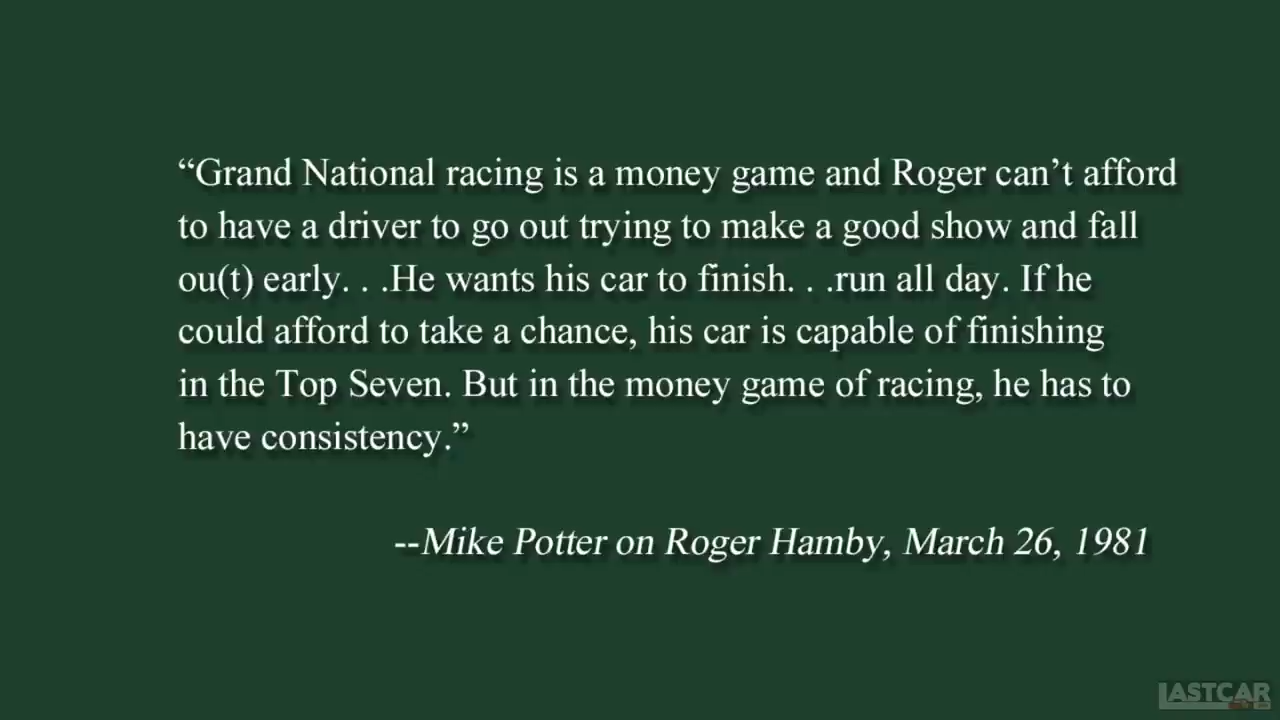 “Grand National racing is a money game and Roger can’t afford
to have a driver to go out trying to make a good show and fall
ou(t) early. . .He wants his car to finish. . .run all day. If he
could afford to take a chance, his car is capable of finishing
in the Top Seven. But in the money game of racing, he has to
have consistency.”
--Mike Potter on Roger Hamby, March 26, 1981
LASTCAR